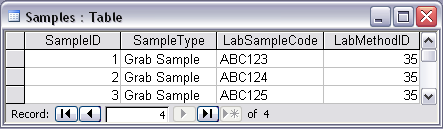 Samples : Table
SampleID SampleType LabSampleCode LabMethodID
1 Grab Sample ABC123 35
2 Grab Sample ABC124 35
3 Grab Sample ABC125 35
Record: 4 of 4